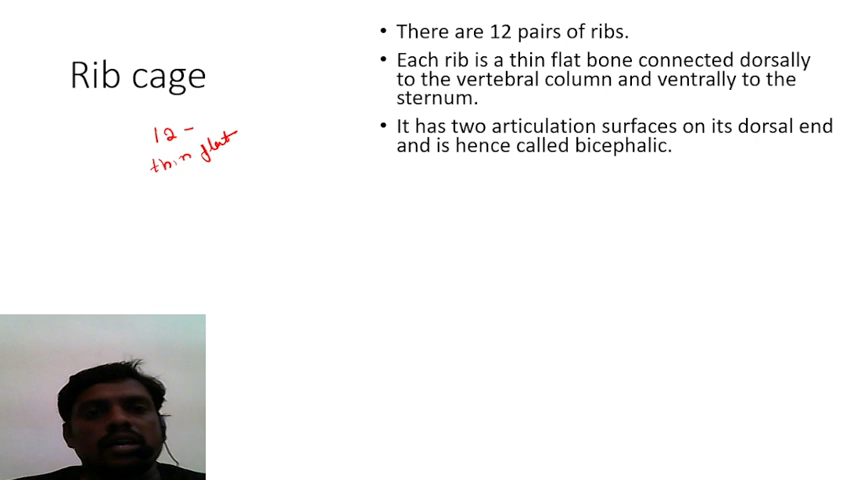 Rib cage
12 -
thin flat
• There are 12 pairs of ribs.
• Each rib is a thin flat bone connected dorsally
to the vertebral column and ventrally to the
sternum.
• It has two articulation surfaces on its dorsal end
and is hence called bicephalic.